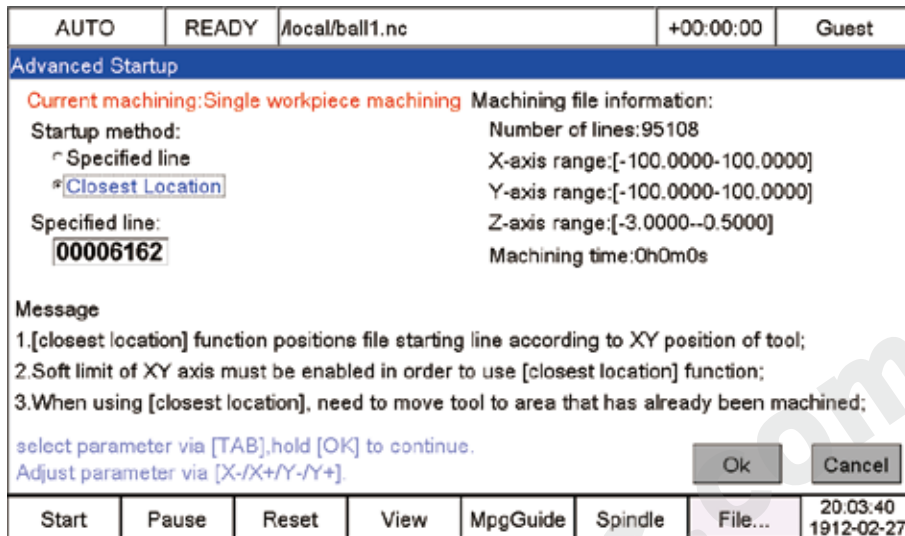 AUTO READY /local/ball1.nc +00:00:00 Guest
Advanced Startup
Current machining:Single workpiece machining Machining file information:
Startup method: Number of lines:95108
Specified line X-axis range:[-100.0000-100.0000]
Closest Location Y-axis range:[-100.0000-100.0000]
Specified line: Z-axis range:[-3.0000--0.5000]
00006162 Machining time:0h0m0s
Message
1.[closest location] function positions file starting line according to XY position of tool;
2.Soft limit of XY axis must be enabled in order to use [closest location] function;
3.When using [closest location], need to move tool to area that has already been machined;
select parameter via [TAB],hold [OK] to continue.
Adjust parameter via [X-/X+/Y-/Y+].
Ok Cancel
Start Pause Reset View MpgGuide Spindle File... 20:03:40
1912-02-27